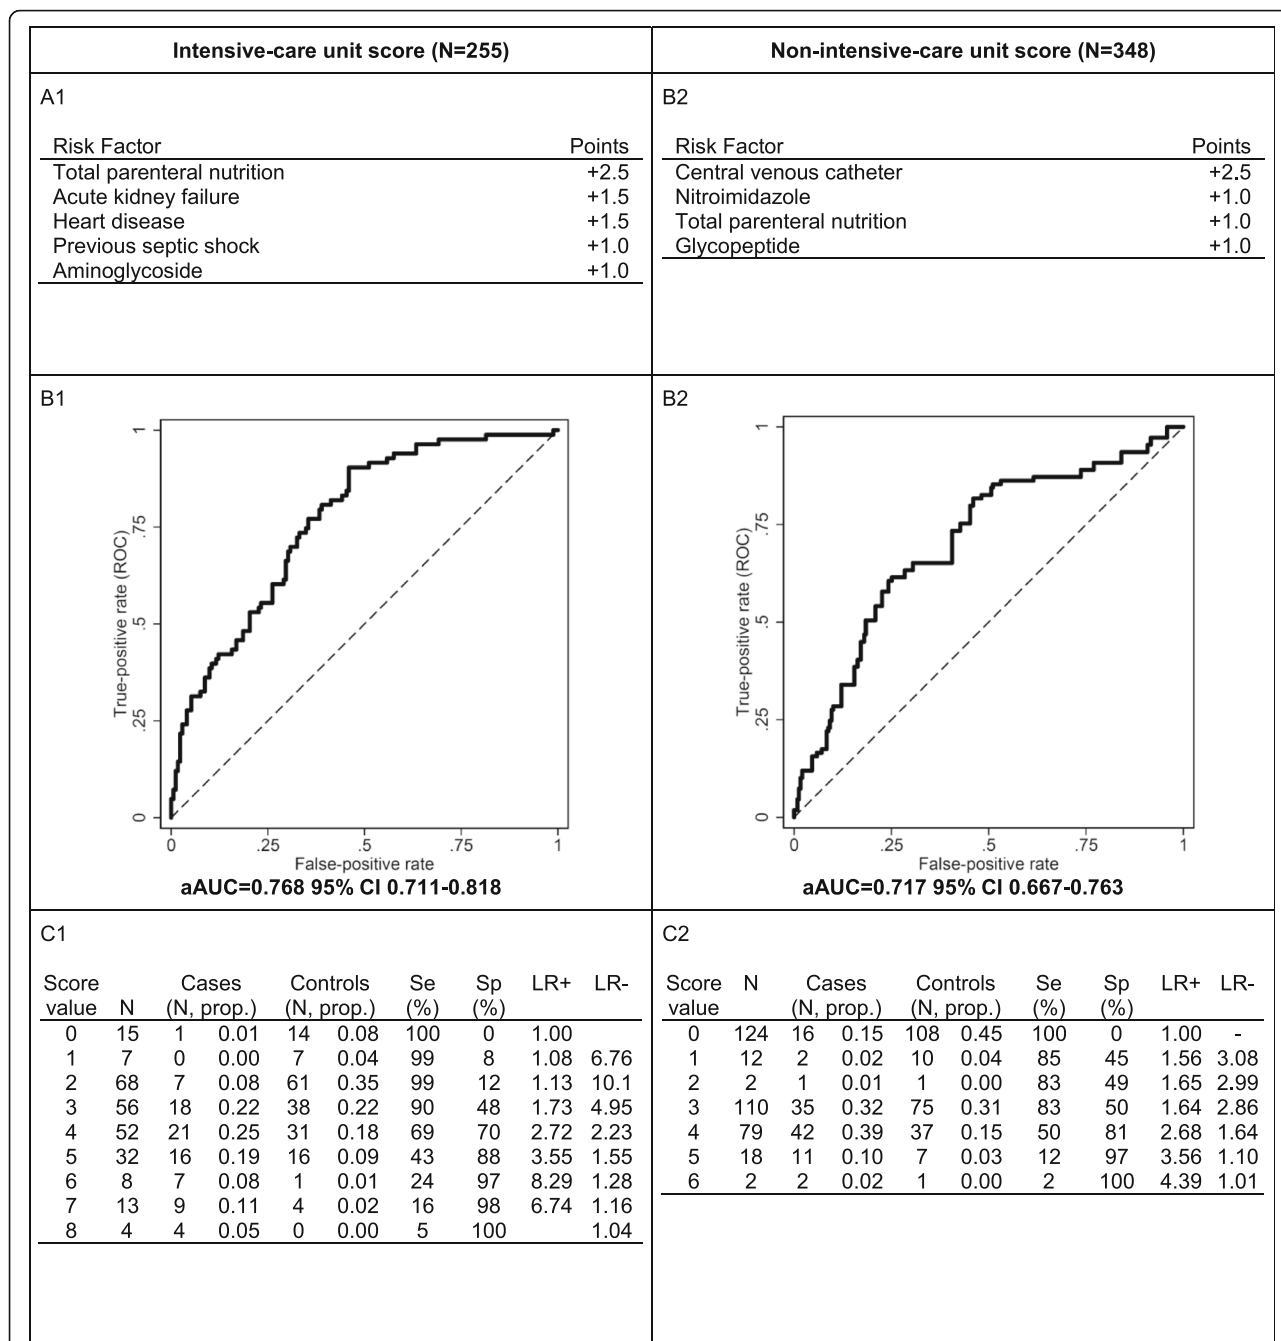 Intensive-care unit score (N=255)
Non-intensive-care unit score (N=348)
A1
Risk Factor Points
Total parenteral nutrition +2.5
Acute kidney failure +1.5
Heart disease +1.5
Previous septic shock +1.0
Aminoglycoside +1.0
B2
Risk Factor Points
Central venous catheter +2.5
Nitroimidazole +1.0
Total parenteral nutrition +1.0
Glycopeptide +1.0
B1
True-positive rate (ROC)
1
.75
.5
.25
0
0 .25 .5 .75 1
False-positive rate
aAUC=0.768 95% CI 0.711-0.818
B2
True-positive rate (ROC)
1
.75
.5
.25
0
0 .25 .5 .75 1
False-positive rate
aAUC=0.717 95% CI 0.667-0.763
C1
Score Cases Controls Se Sp LR+ LR-
value N (N, prop.) (N, prop.) (%) (%)
0 15 1 0.01 14 0.08 100 0 1.00
1 7 0 0.00 7 0.04 99 8 1.08 6.76
2 68 7 0.08 61 0.35 99 12 1.13 10.1
3 56 18 0.22 38 0.22 90 48 1.73 4.95
4 52 21 0.25 31 0.18 69 70 2.72 2.23
5 32 16 0.19 16 0.09 43 88 3.55 1.55
6 8 7 0.08 1 0.01 24 97 8.29 1.28
7 13 9 0.11 4 0.02 16 98 6.74 1.16
8 4 4 0.05 0 0.00 5 100 1.04
C2
Score N Cases Controls Se Sp LR+ LR-
value (N, prop.) (N, prop.) (%) (%)
0 124 16 0.15 108 0.45 100 0 1.00 -
1 12 2 0.02 10 0.04 85 45 1.56 3.08
2 2 1 0.01 1 0.00 83 49 1.65 2.99
3 110 35 0.32 75 0.31 83 50 1.64 2.86
4 79 42 0.39 37 0.15 50 81 2.68 1.64
5 18 11 0.10 7 0.03 12 97 3.56 1.10
6 2 2 0.02 1 0.00 2 100 4.39 1.01